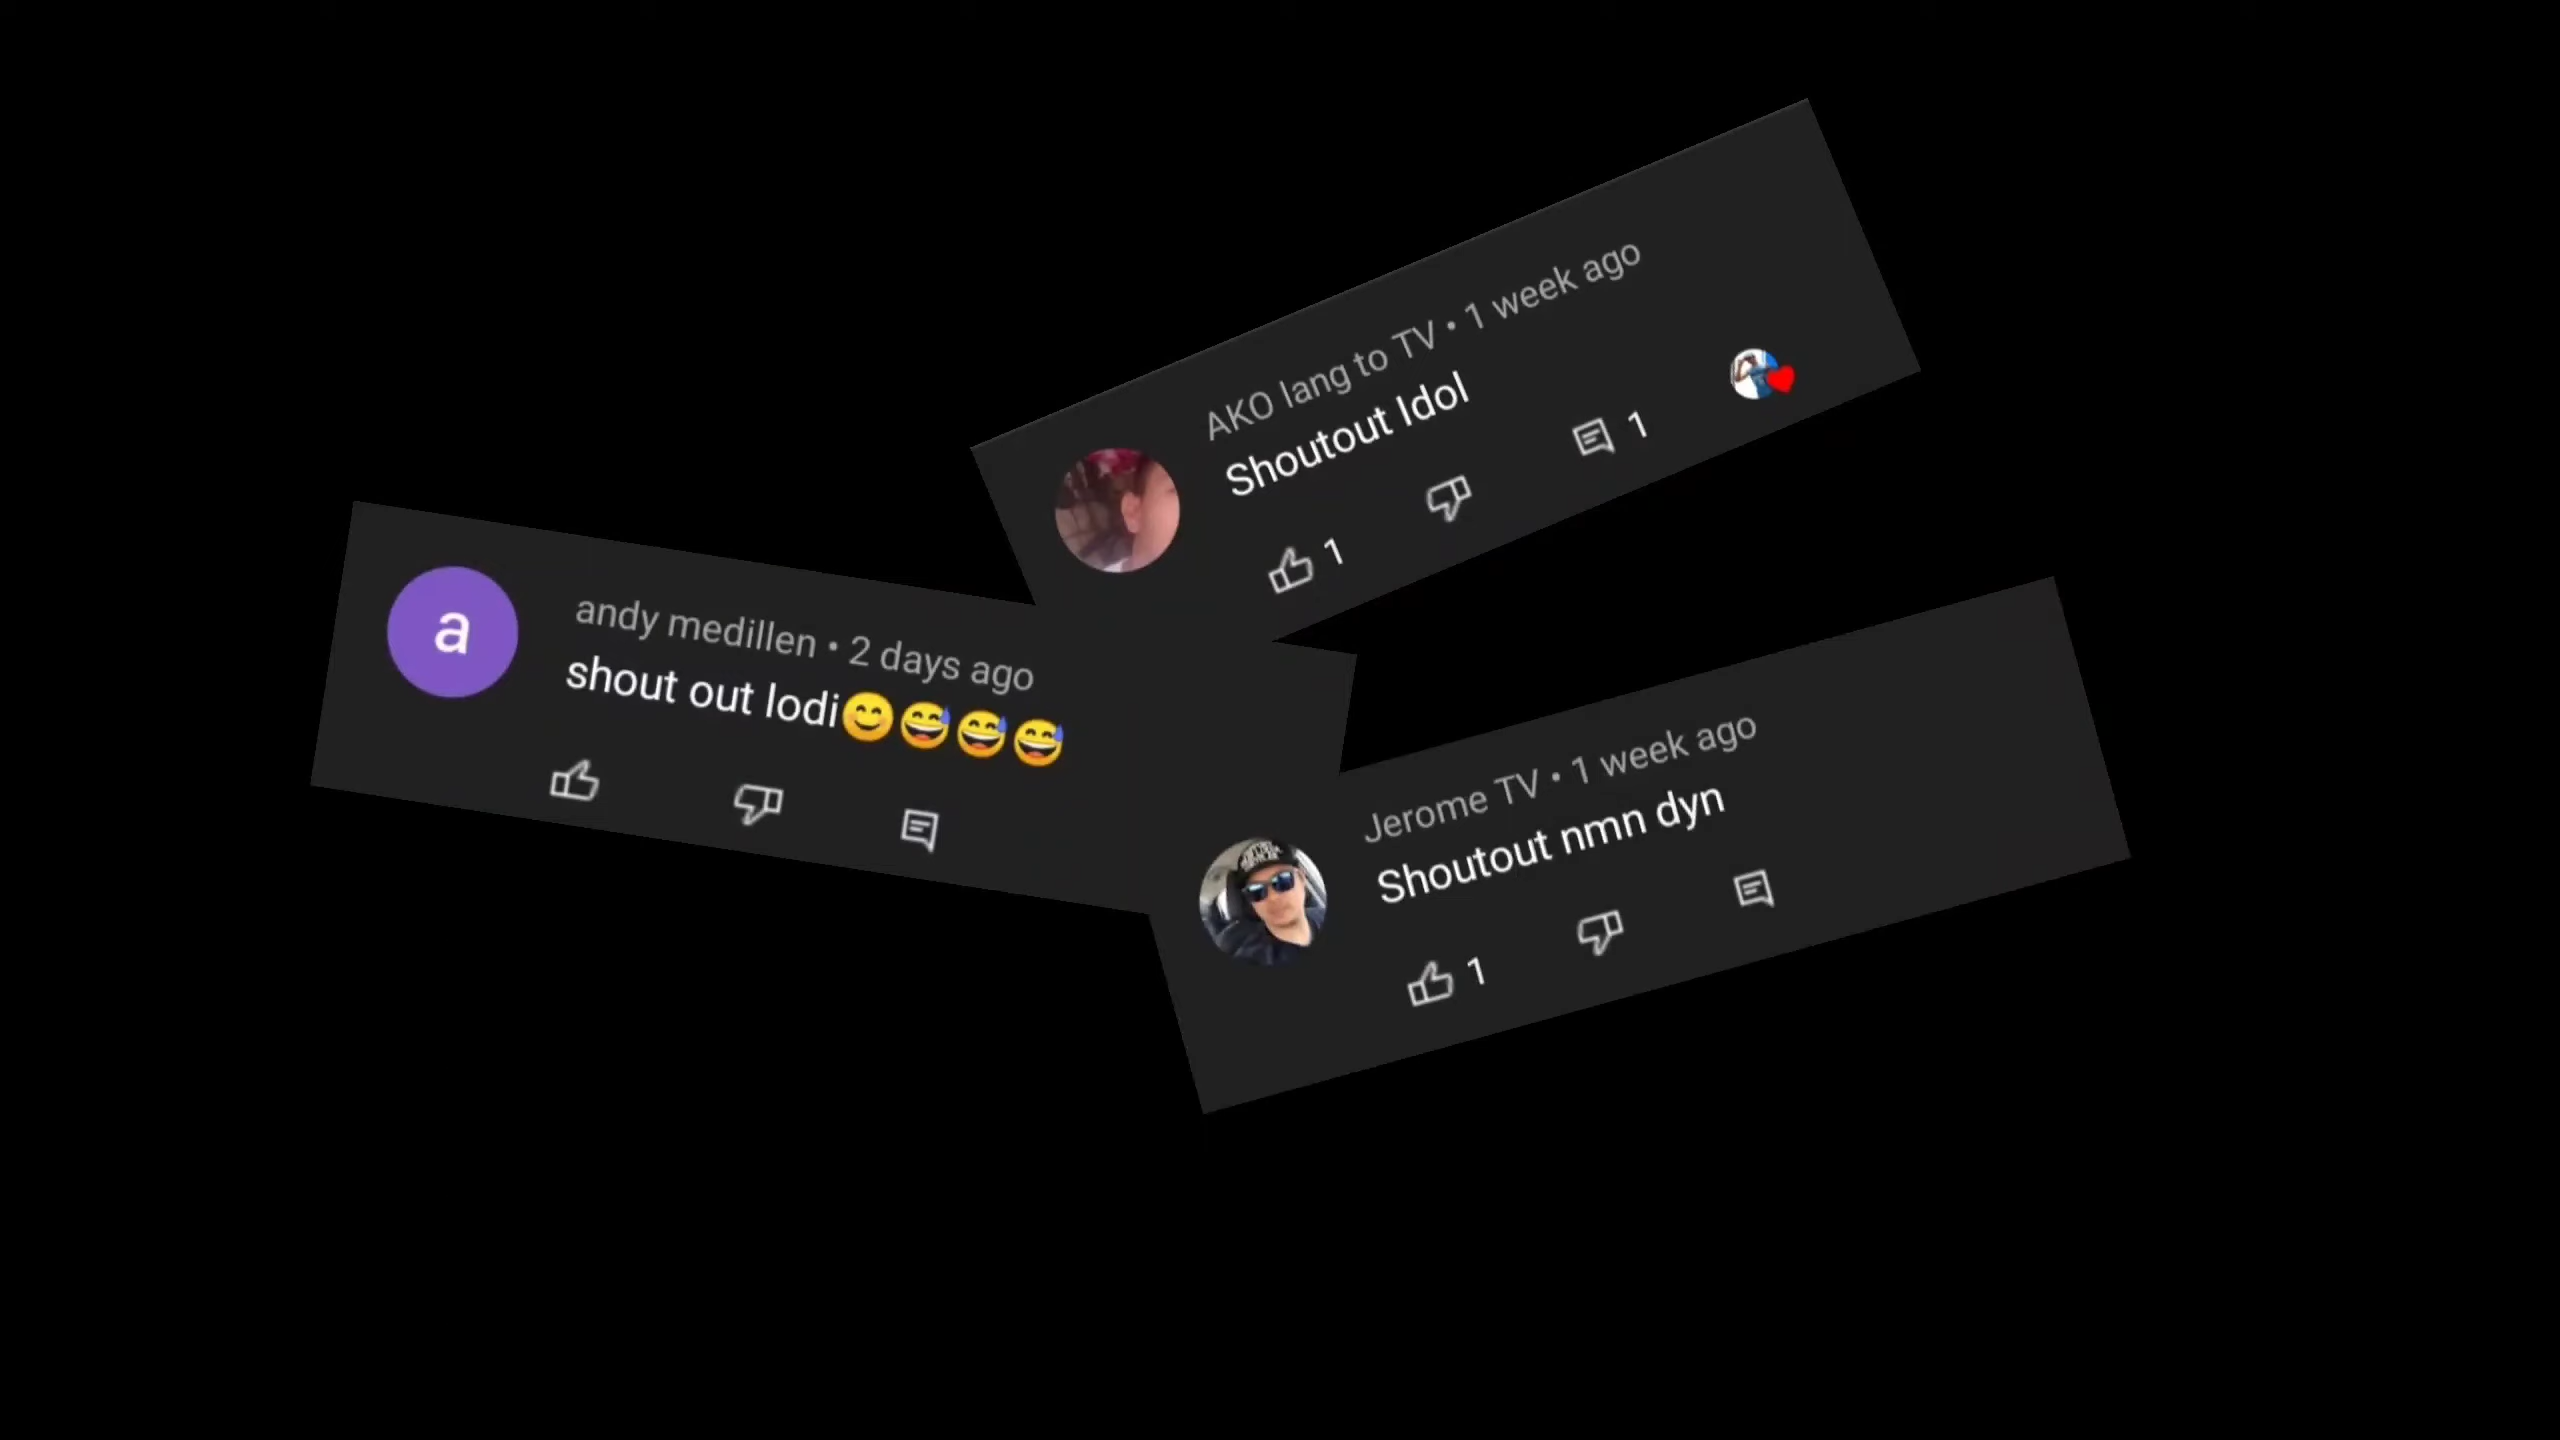 AKO lang to TV • 1 week ago
Shoutout Idol
1
1
a
andy medillen • 2 days ago
shout out lodi😊😅😅😅
Jerome TV • 1 week ago
Shoutout nmn dyn
1